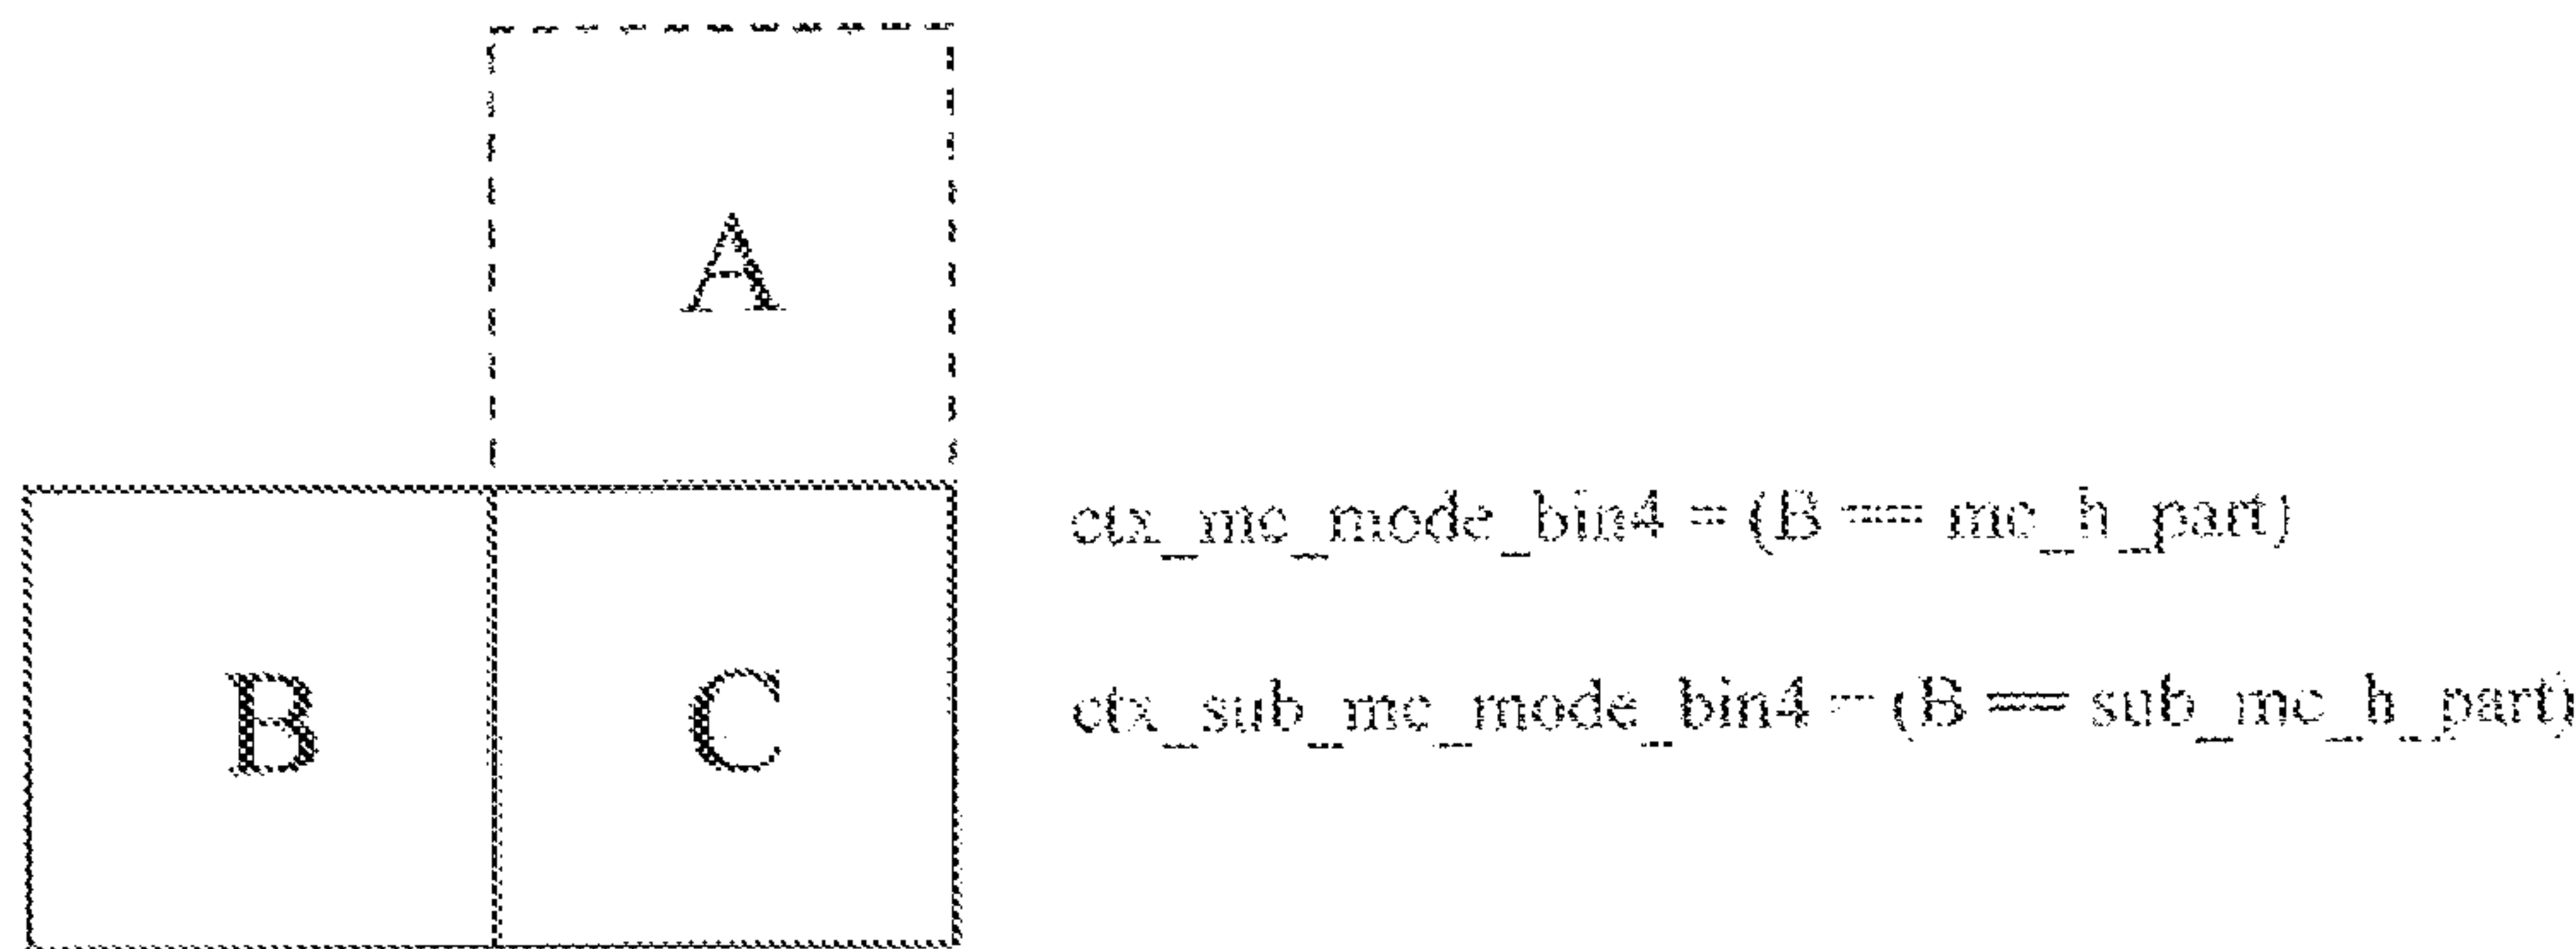 A
B
C
ctx_mc_mode_bin4 = (B == mc_h_part)
ctx_sub_mc_mode_bin4 = (B == sub_mc_h_part)